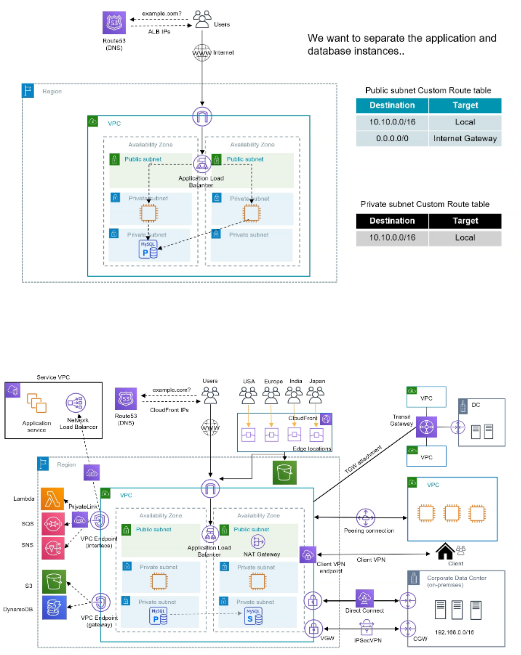 example.com?
Users
Route53
(DNS)
ALB IPs
We want to separate the application and
database instances..
WWW
Internet
Region
Public subnet Custom Route table
Destination
Target
10.10.0.0/16
Local
0.0.0.0/0
Internet Gateway
VPC
Availability Zone
Availability Zone
Public subnet
Public subnet
Application Load
Balancer
Private subnet
Private subnet
Private subnet Custom Route table
Destination
Target
10.10.0.0/16
Local
Private subnet
Private subnet
MySQL
P
Service VPC
Application
service
Network
Load Balancer
example.com?
Route53
(DNS)
CloudFront IPs
Users
WWW
USA
Europe
India
Japan
CloudFront
Edge locations
VPC
Transit
Gateway
DC
VPC
TGW attachment
Region
Lambda
PrivateLink
SQS
VPC Endpoint
(interface)
SNS
VPC
Availability Zone
Availability Zone
Public subnet
Public subnet
Application Load
Balancer
NAT Gateway
VPC
Peering connection
Client VPN
endpoint
Client VPN
Client
Private subnet
Private subnet
S3
DynamoDB
VPC Endpoint
(gateway)
Private subnet
Private subnet
MySQL
P
MySQL
S
Corporate Data Center
(on-premises)
Direct Connect
192.168.0.0/16
VGW
IPSecVPN
CGW